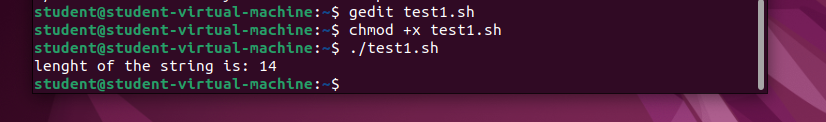 student@student-virtual-machine:~$ gedit test1.sh
student@student-virtual-machine:~$ chmod +x test1.sh
student@student-virtual-machine:~$ ./test1.sh
lenght of the string is: 14
student@student-virtual-machine:~$